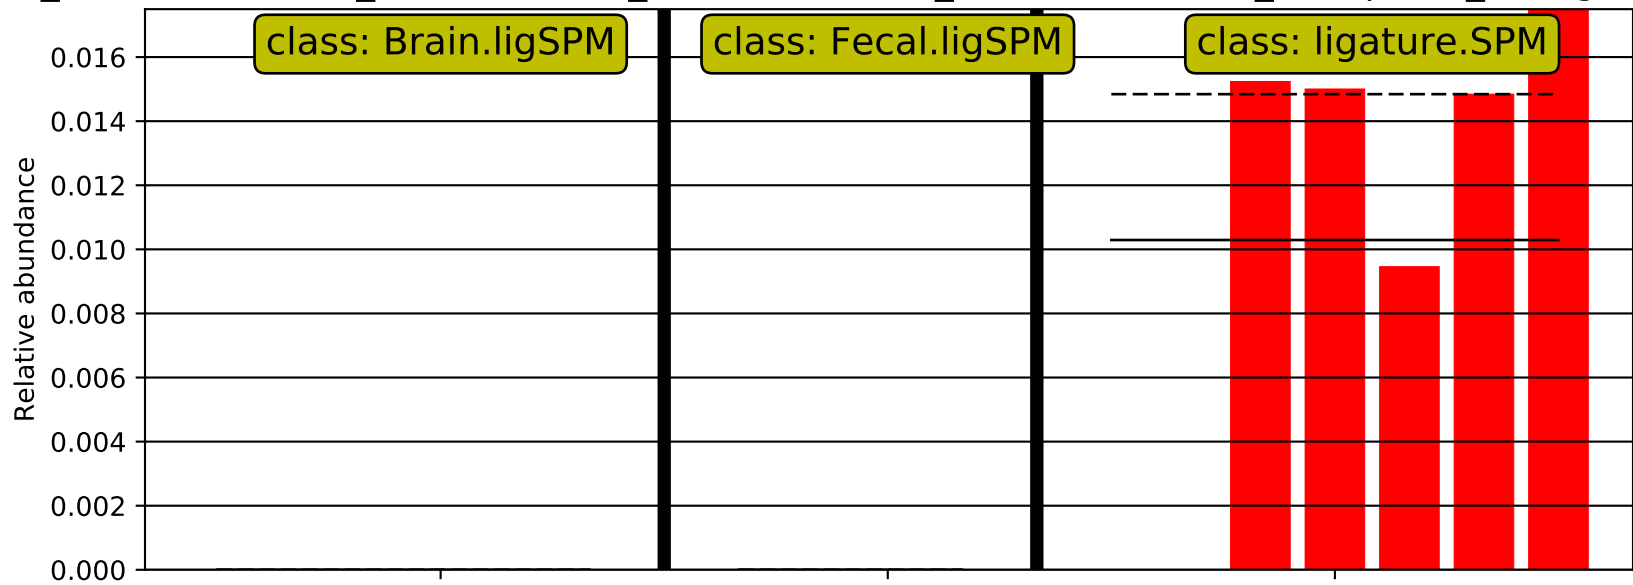 class: Brain.ligSPM
class: Fecal.ligSPM
class: ligature.SPM
Relative abundance
0.016
0.014
0.012
0.010
0.008
0.006
0.004
0.002
0.000